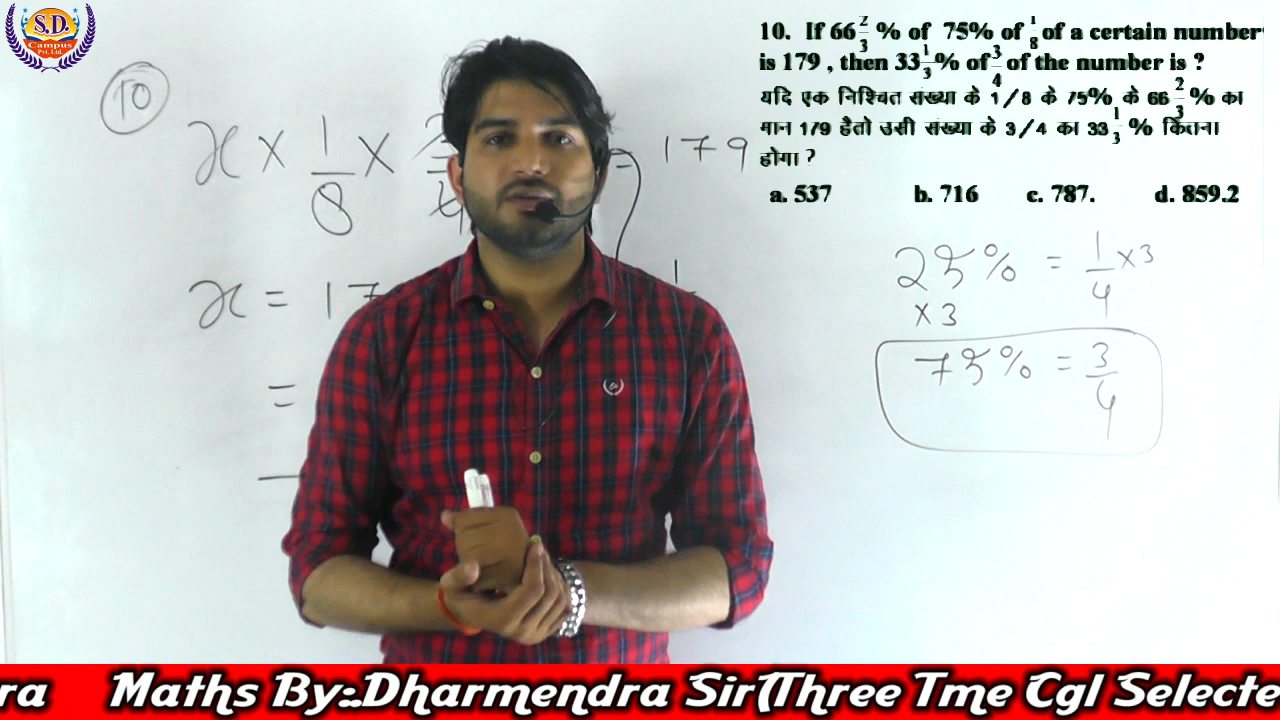 S.D.
Campus
Pvt. Ltd.
10. If 66 2/3 % of 75% of 1/8 of a certain number
is 179 , then 33 1/3 % of 3/4 of the number is ?
यदि एक निश्चित संख्या के 1/8 के 75% के 66 2/3 % का
मान 179 हैतो उसी संख्या के 3/4 का 33 1/3 % कितना
होगा ?
a. 537 b. 716 c. 787. d. 859.2
10
x × 1/8 × = 179
x = 17
=
25% = 1/4 × 3
× 3
75% = 3/4
ra Maths By:.Dharmendra Sir(Three Tme Cgl Selecte